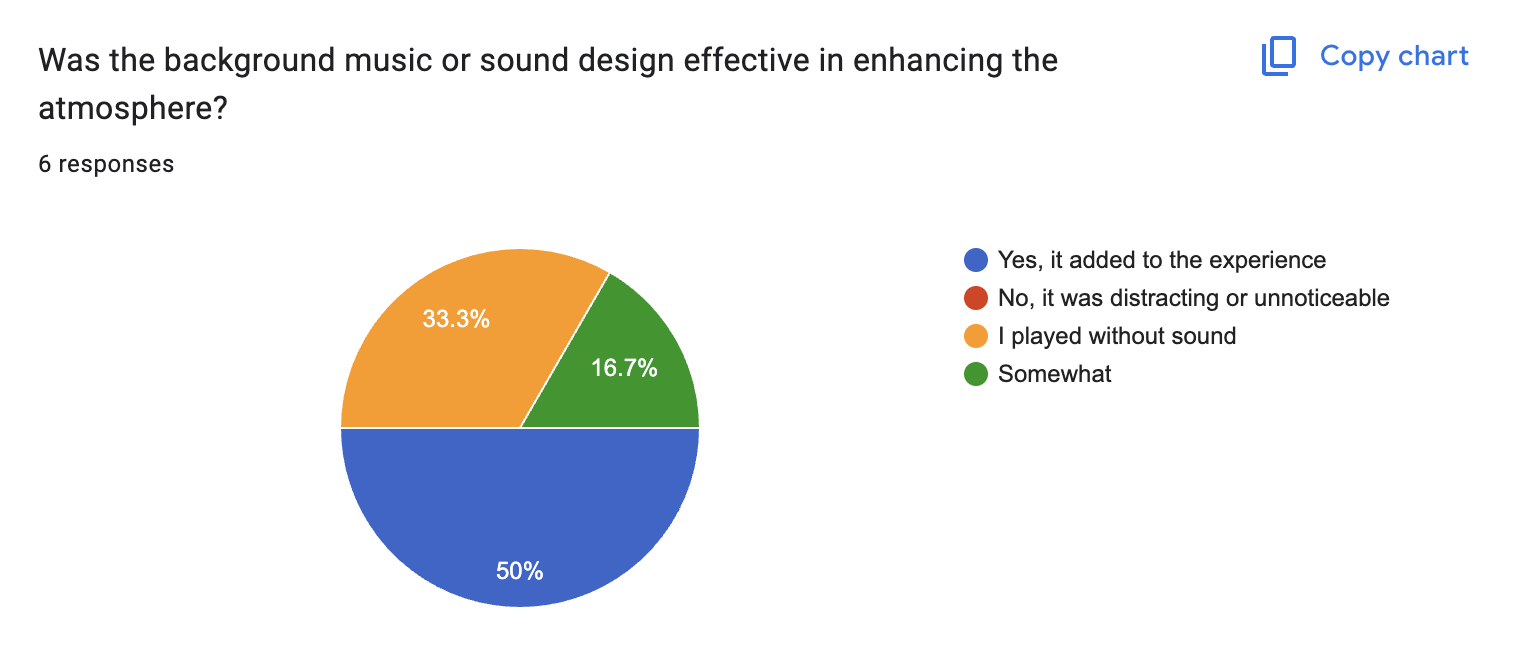 Was the background music or sound design effective in enhancing the
atmosphere?
Copy chart
6 responses
33.3%
16.7%
50%
Yes, it added to the experience
No, it was distracting or unnoticeable
I played without sound
Somewhat